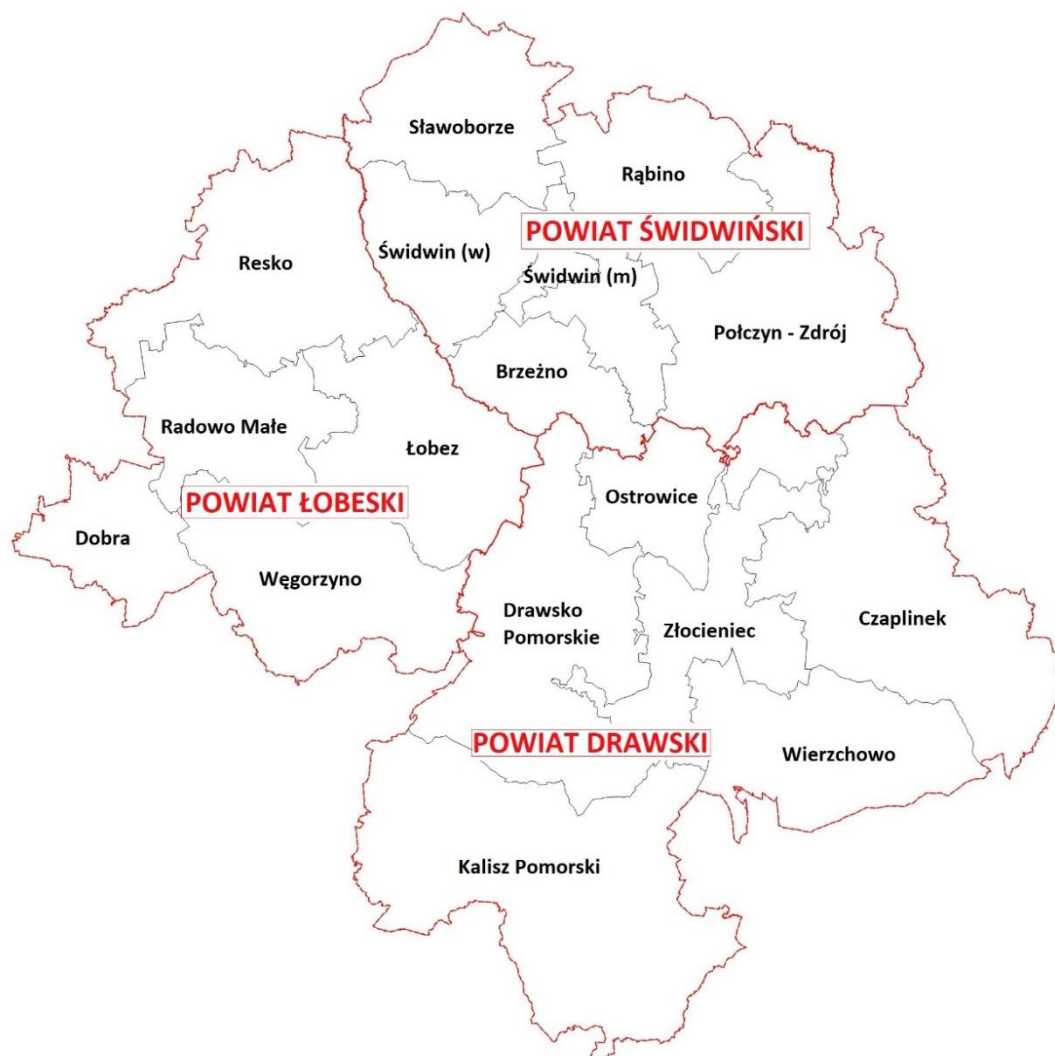 Sławoborze
Rąbino
POWIAT ŚWIDWIŃSKI
Resko
Świdwin (w)
Świdwin (m)
Połczyn - Zdrój
Brzeżno
Radowo Małe
Łobez
POWIAT ŁOBESKI
Ostrowice
Dobra
Węgorzyno
Drawsko
Pomorskie
Złocieniec
Czaplinek
POWIAT DRAWSKI
Wierzchowo
Kalisz Pomorski